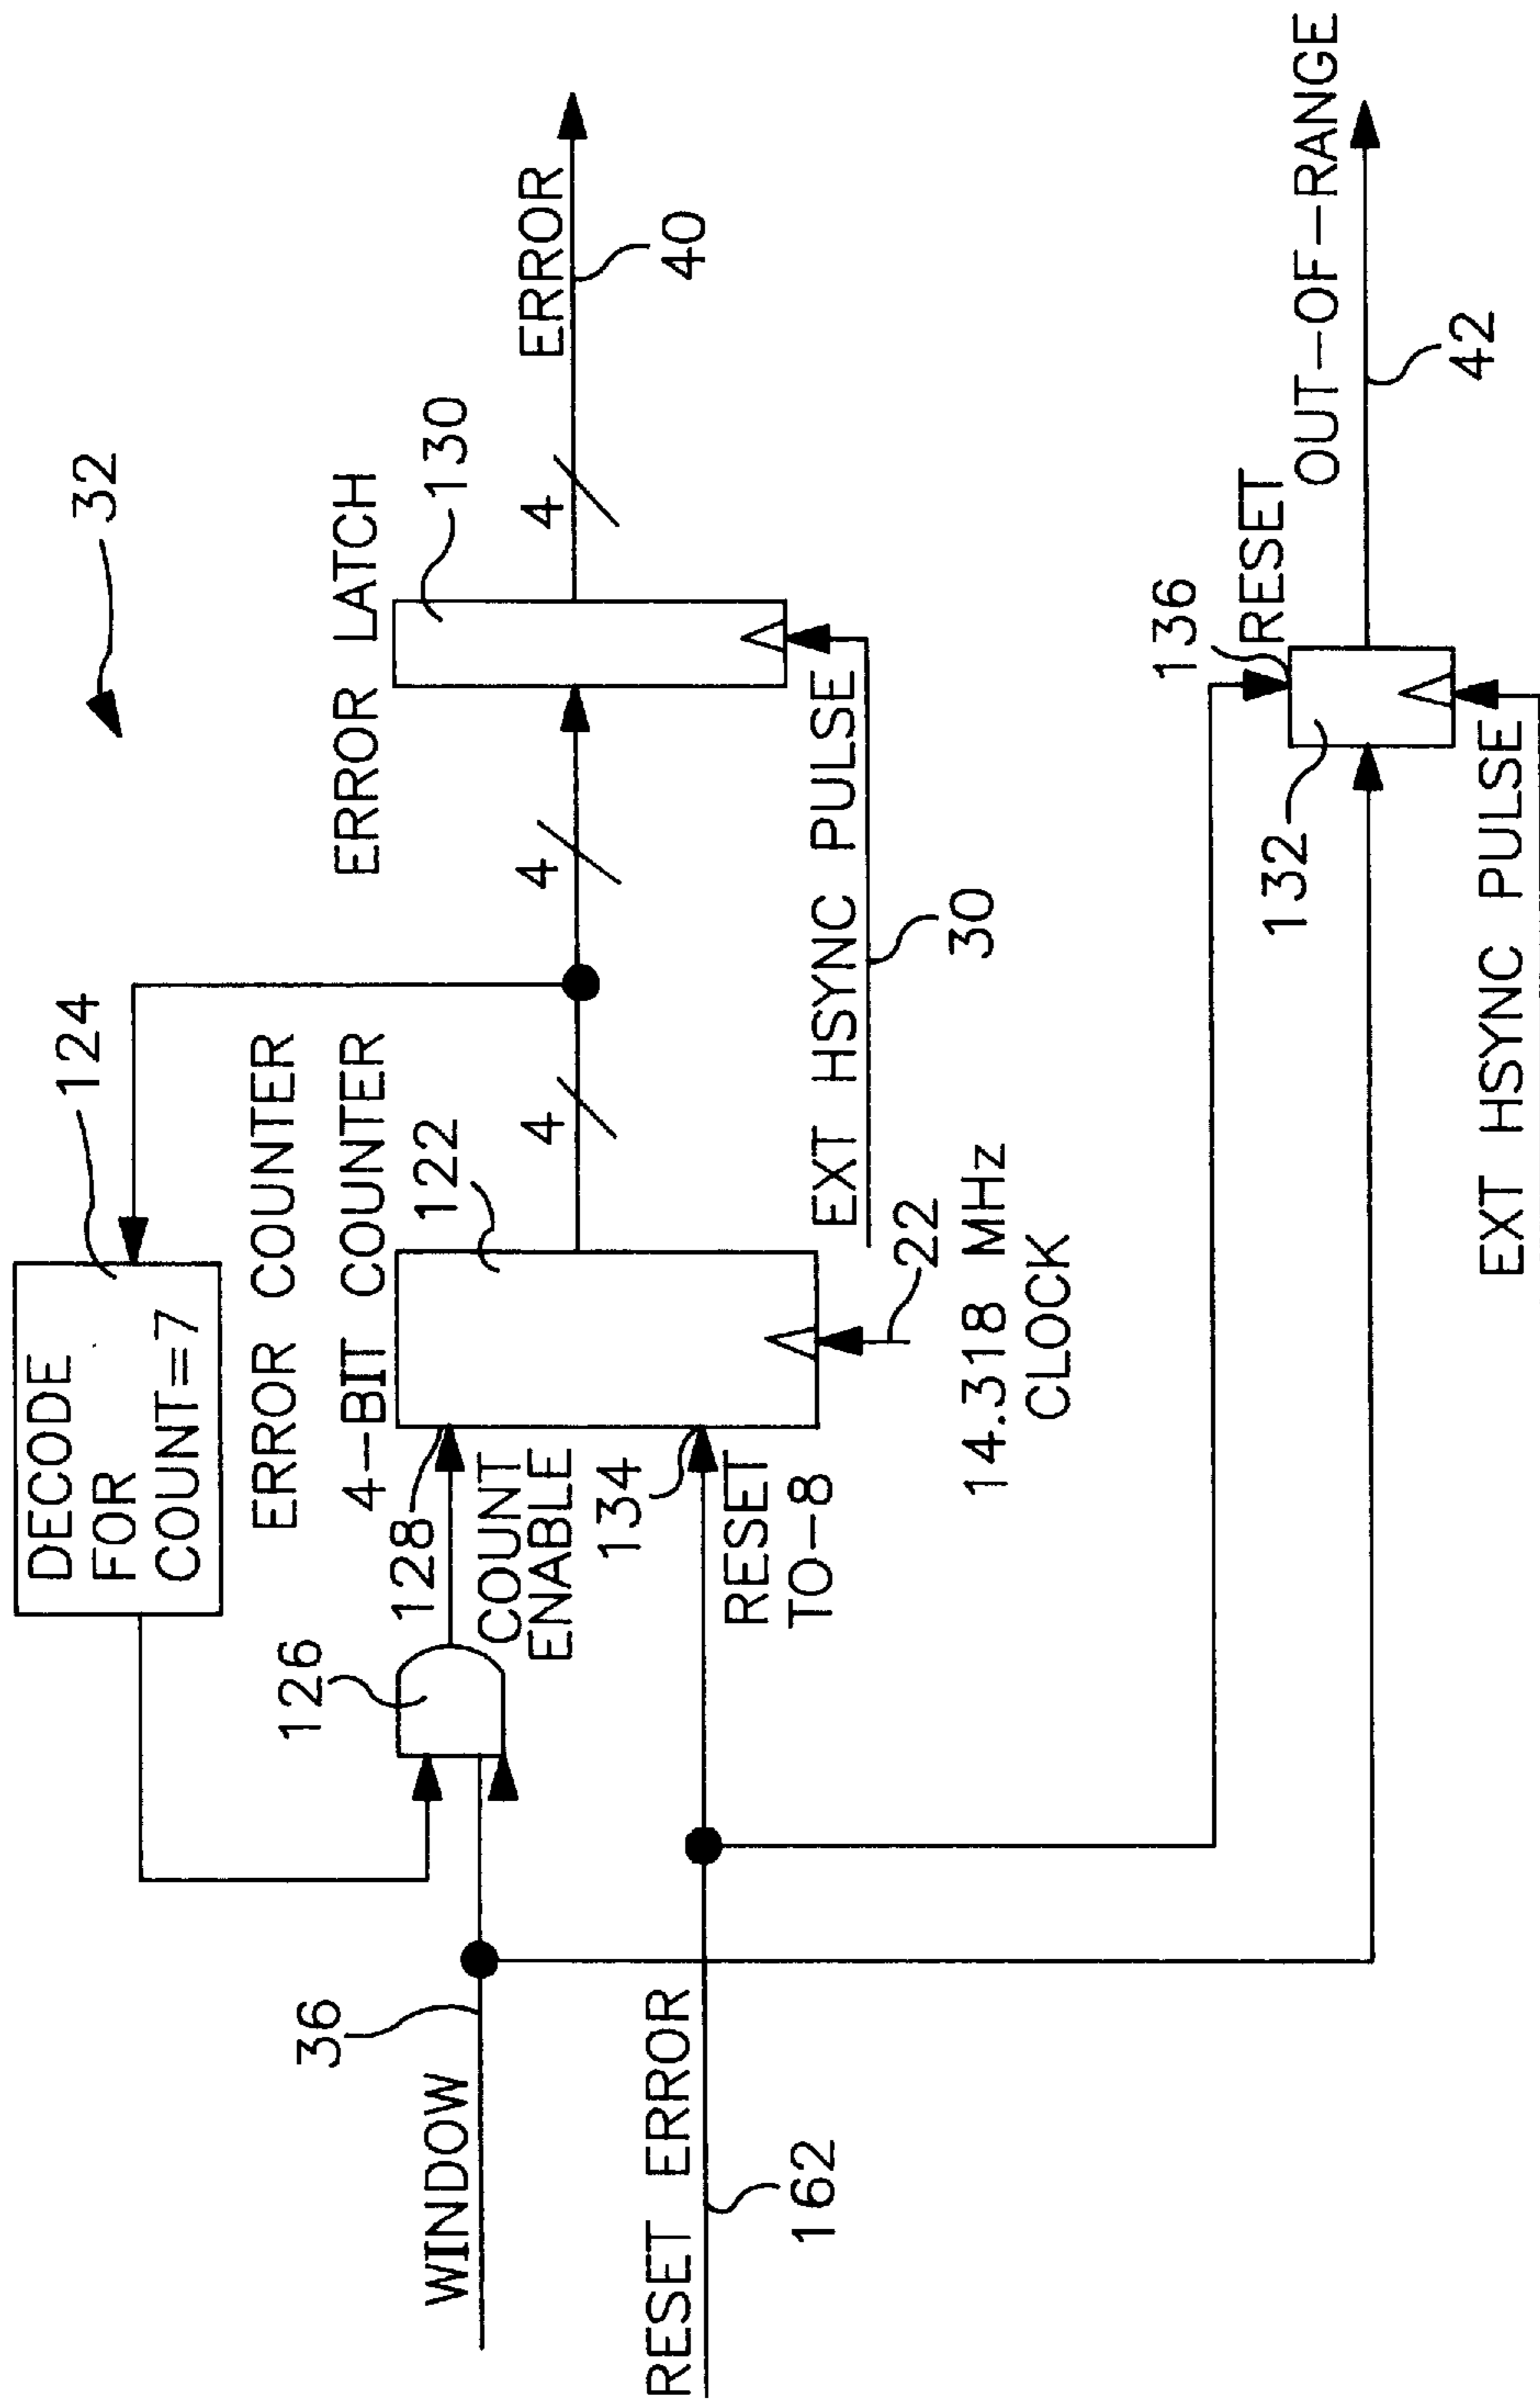 32
DECODE
FOR
COUNT=7
124
ERROR COUNTER
4-BIT COUNTER
122
126
128
COUNT
ENABLE
134
RESET
TO-8
36
WINDOW
RESET ERROR
162
4
4
ERROR LATCH
130
4
ERROR
40
EXT HSYNC PULSE
30
22
14.318 MHz
CLOCK
136
RESET
132
OUT-OF-RANGE
42
EXT HSYNC PULSE